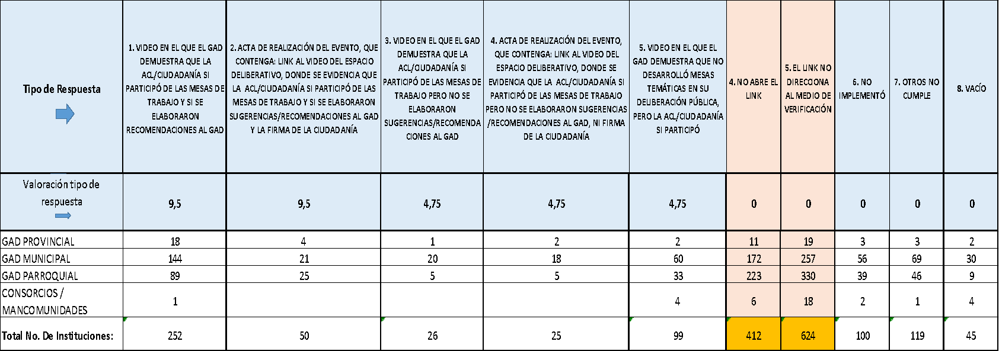 Tipo de Respuesta
1. VIDEO EN EL QUE EL GAD
DEMUESTRA QUE LA
ACL/CIUDADANÍA SI
PARTICIPÓ DE LAS MESAS DE
TRABAJO Y SI SE
ELABORARON
RECOMENDACIONES AL GAD
2. ACTA DE REALIZACIÓN DEL EVENTO, QUE
CONTENGA: LINK AL VIDEO DEL ESPACIO
DELIBERATIVO, DONDE SE EVIDENCIA QUE
LA ACL/CIUDADANÍA SI PARTICIPÓ DE LAS
MESAS DE TRABAJO Y SI SE ELABORARON
SUGERENCIAS/RECOMENDACIONES AL GAD
Y LA FIRMA DE LA CIUDADANÍA
3. VIDEO EN EL QUE EL GAD
DEMUESTRA QUE LA
ACL/CIUDADANÍA SI
PARTICIPÓ DE LAS MESAS DE
TRABAJO PERO NO SE
ELABORARON
SUGERENCIAS/RECOMENDA
CIONES AL GAD
4. ACTA DE REALIZACIÓN DEL EVENTO,
QUE CONTENGA: LINK AL VIDEO DEL
ESPACIO DELIBERATIVO, DONDE SE
EVIDENCIA QUE LA ACL/CIUDADANÍA SI
PARTICIPÓ DE LAS MESAS DE TRABAJO
PERO NO SE ELABORARON SUGERENCIAS
/RECOMENDACIONES AL GAD, NI FIRMA
DE LA CIUDADANÍA
5. VIDEO EN EL QUE EL
GAD DEMUESTRA QUE NO
DESARROLLÓ MESAS
TEMÁTICAS EN SU
DELIBERACIÓN PÚBLICA,
PERO LA ACL/CIUDADANÍA
SI PARTICIPÓ
4. NO ABRE EL
LINK
5. EL LINK NO
DIRECCIONA
AL MEDIO DE
VERIFICACIÓN
6. NO
IMPLEMENTÓ
7. OTROS NO
CUMPLE
8. VACÍO
Valoración tipo de
respuesta
9,5 9,5 4,75 4,75 4,75 0 0 0 0 0
GAD PROVINCIAL 18 4 1 2 2 11 19 3 3 2
GAD MUNICIPAL 144 21 20 18 60 172 257 56 69 30
GAD PARROQUIAL 89 25 5 5 33 223 330 39 46 9
CONSORCIOS /
MANCOMUNIDADES 1 4 6 18 2 1 4
Total No. De Instituciones: 252 50 26 25 99 412 624 100 119 45